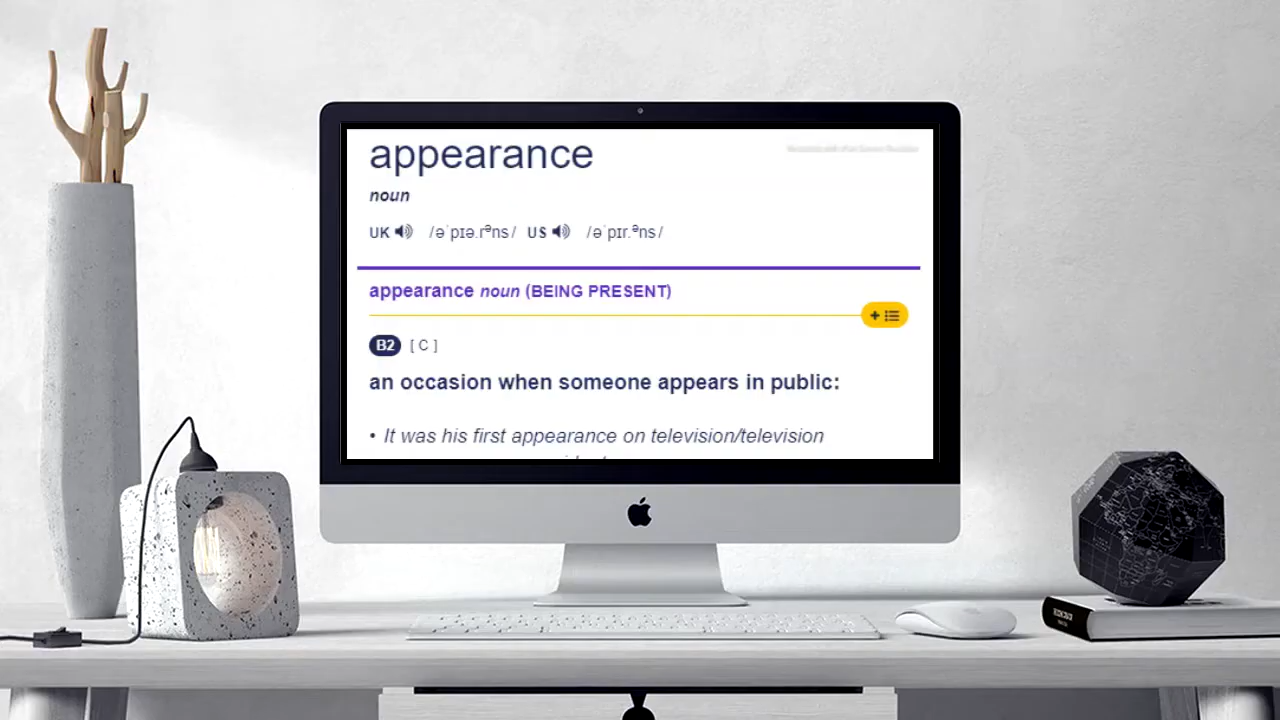 appearance
noun
UK /əˈpɪə.rᵊns/ US /əˈpɪr.ᵊns/
appearance noun (BEING PRESENT)
+
B2 [ C ]
an occasion when someone appears in public:
• It was his first appearance on television/television